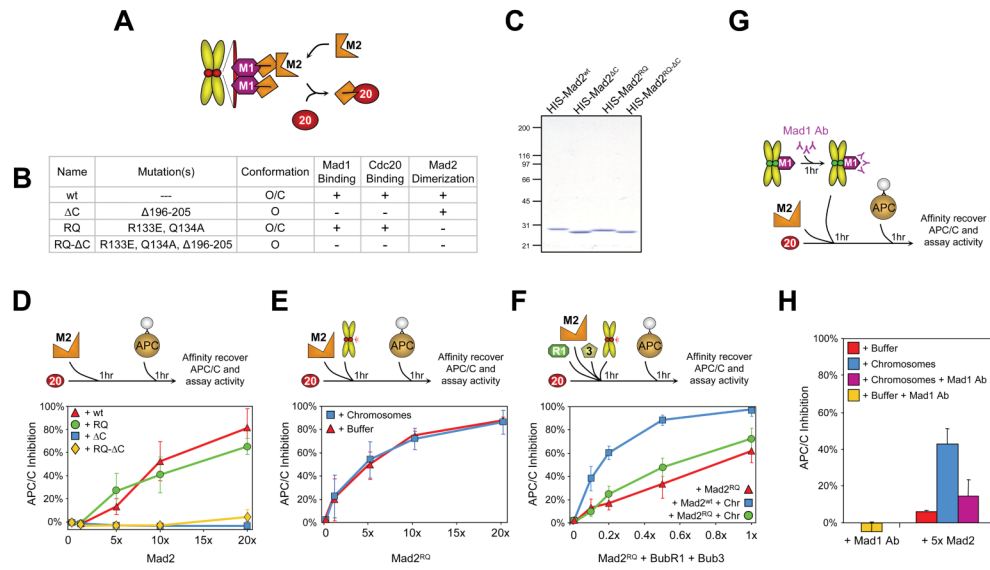 A
M1
M1
M2
M2
20
20
B
Name Mutation(s) Conformation Mad1 Binding Cdc20 Binding Mad2 Dimerization
wt --- O/C + + +
ΔC Δ196-205 O - - +
RQ R133E, Q134A O/C + + -
RQ-ΔC R133E, Q134A, Δ196-205 O - - -
C
HIS-Mad2wt
HIS-Mad2ΔC
HIS-Mad2RQ
HIS-Mad2RQ-ΔC
200
116
97
66
45
31
21
D
M2
20
1hr
APC
1hr
Affinity recover
APC/C and
assay activity
APC/C Inhibition
100%
80%
60%
40%
20%
0%
+ wt
+ RQ
+ ΔC
+ RQ-ΔC
0 5x 10x 20x
Mad2
E
M2
20
1hr
APC
1hr
Affinity recover
APC/C and
assay activity
APC/C Inhibition
100%
80%
60%
40%
20%
0%
+ Chromosomes
+ Buffer
0 5x 10x 20x
Mad2RQ
F
M2
R1
3
20
1hr
APC
1hr
Affinity recover
APC/C and
assay activity
APC/C Inhibition
100%
80%
60%
40%
20%
0%
+ Mad2RQ
+ Mad2wt + Chr
+ Mad2RQ + Chr
0 0.2x 0.4x 0.6x 0.8x 1x
Mad2RQ + BubR1 + Bub3
G
Mad1 Ab
M1
1hr
M1
M2
20
1hr
APC
1hr
Affinity recover
APC/C and
assay activity
H
APC/C Inhibition
100%
80%
60%
40%
20%
0%
+ Buffer
+ Chromosomes
+ Chromosomes + Mad1 Ab
+ Buffer + Mad1 Ab
+ Mad1 Ab
+ 5x Mad2